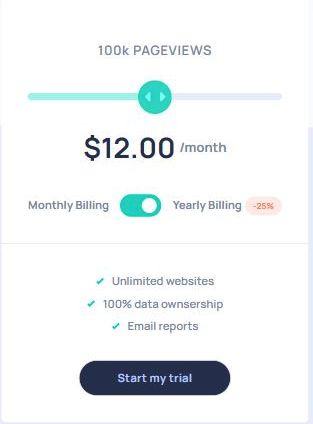 100k PAGEVIEWS
$12.00 /month
Monthly Billing Yearly Billing -25%
Unlimited websites
100% data ownsership
Email reports
Start my trial